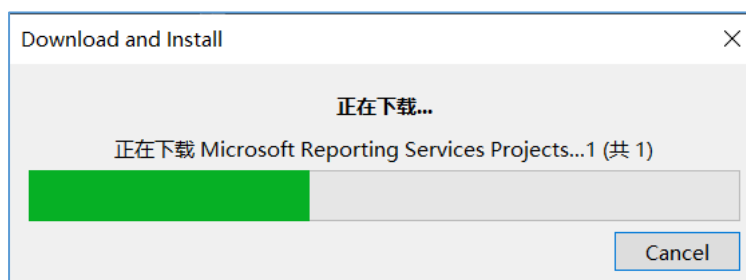 Download and Install
正在下载...
正在下载 Microsoft Reporting Services Projects...1 (共 1)
Cancel